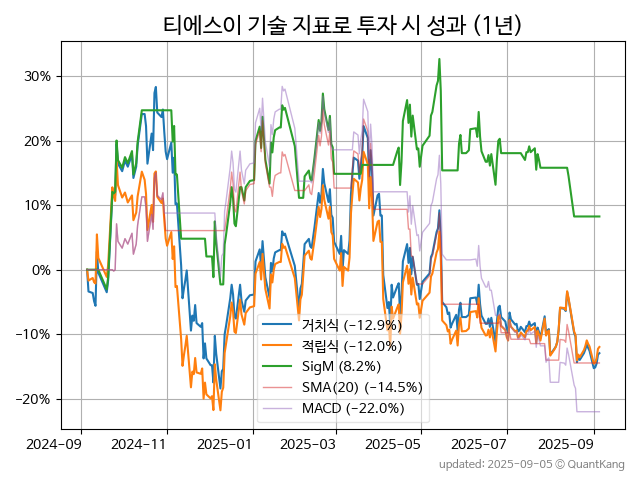 티에스이 기술 지표로 투자 시 성과 (1년)
30%
20%
10%
0%
−10%
−20%
거치식 (−12.9%)
적립식 (−12.0%)
SigM (8.2%)
SMA(20) (−14.5%)
MACD (−22.0%)
2024-09 2024-11 2025-01 2025-03 2025-05 2025-07 2025-09
updated: 2025-09-05 © QuantKang